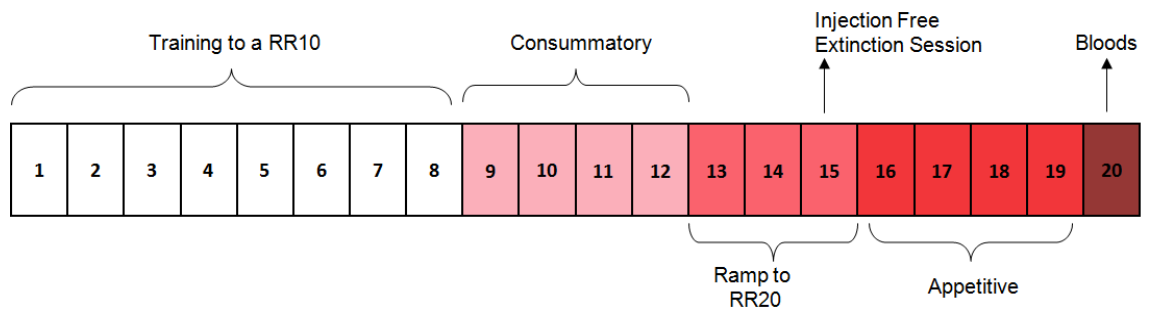 Training to a RR10
Consummatory
Injection Free
Extinction Session
Bloods
1 2 3 4 5 6 7 8 9 10 11 12 13 14 15 16 17 18 19 20
Ramp to
RR20
Appetitive